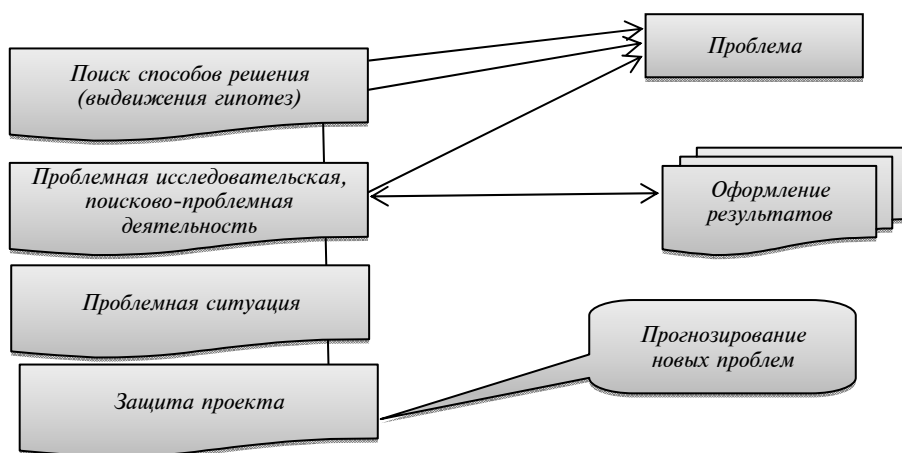 Поиск способов решения
(выдвижения гипотез)
Проблема
Проблемная исследовательская,
поисково-проблемная
деятельность
Оформление
результатов
Проблемная ситуация
Прогнозирование
новых проблем
Защита проекта